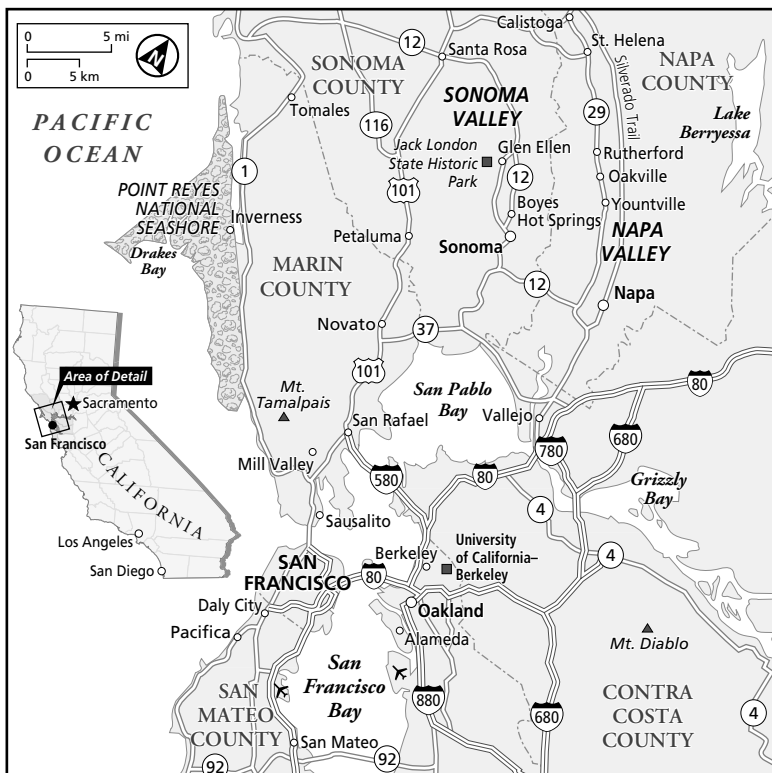 0 5 mi
0 5 km
N
PACIFIC
OCEAN
SONOMA
COUNTY
12
Calistoga
Santa Rosa
St. Helena
NAPA
COUNTY
Silverado Trail
Lake
Berryessa
Tomales
116
SONOMA
VALLEY
29
Jack London
State Historic
Park
Glen Ellen
12
Rutherford
Oakville
Yountville
1
101
POINT REYES
NATIONAL
SEASHORE
Inverness
Drakes
Bay
Boyes
Hot Springs
Petaluma
Sonoma
NAPA
VALLEY
MARIN
COUNTY
12
Napa
Novato
37
101
San Pablo
Bay
80
Mt.
Tamalpais
Vallejo
San Rafael
780
680
Mill Valley
580
80
Grizzly
Bay
4
Sausalito
University
of California–
Berkeley
Berkeley
4
SAN
FRANCISCO
80
Oakland
Daly City
Alameda
Pacifica
Mt. Diablo
San
Francisco
Bay
SAN
MATEO
COUNTY
880
680
CONTRA
COSTA
COUNTY
4
San Mateo
92
92
Area of Detail
Sacramento
San Francisco
CALIFORNIA
Los Angeles
San Diego